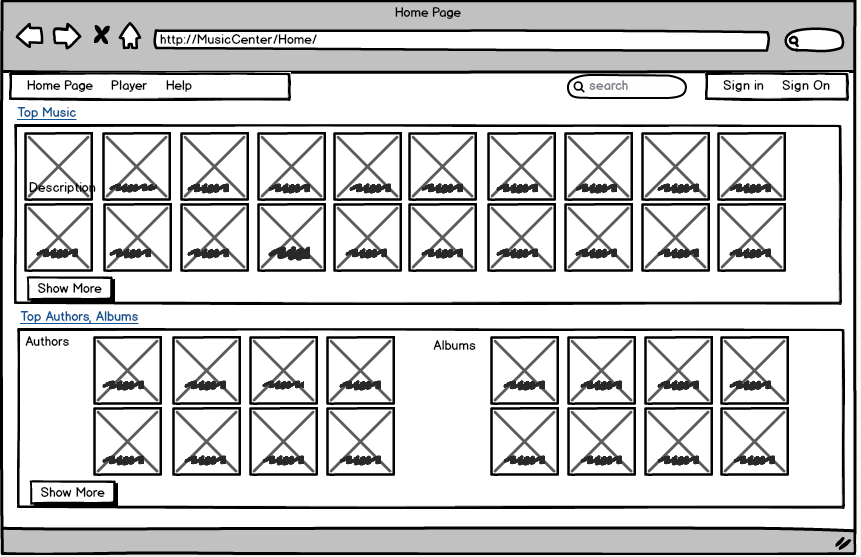 Home Page
http://MusicCenter/Home/
Home Page Player Help search Sign in Sign On
Top Music
Description
Show More
Top Authors, Albums
Authors
Albums
Show More